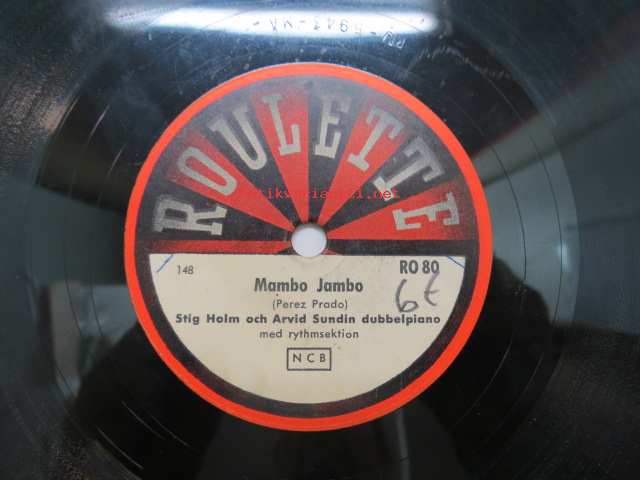 ROULETTE
148
RO 80
Mambo Jambo
(Perez Prado)
6t
Stig Holm och Arvid Sundin dubbelpiano
med rythmsektion
NCB